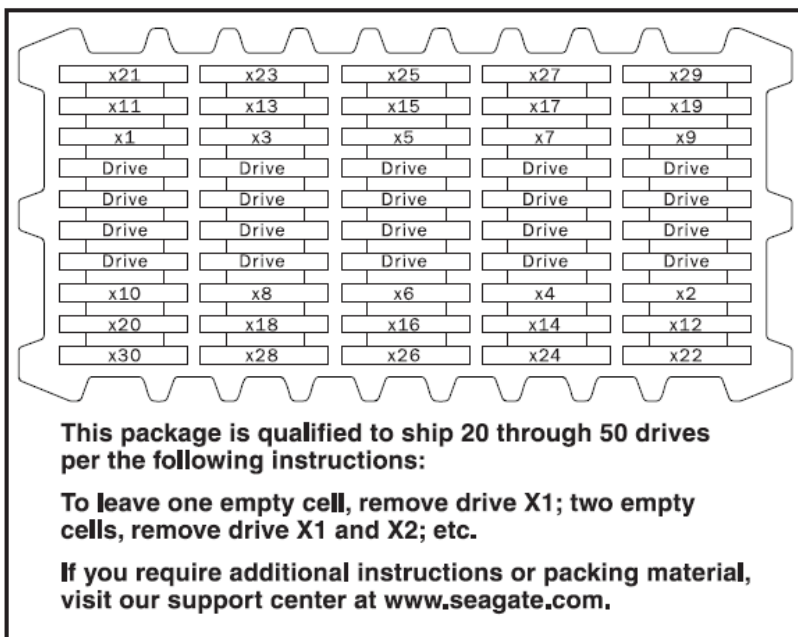 x21 x23 x25 x27 x29
x11 x13 x15 x17 x19
x1 x3 x5 x7 x9
Drive Drive Drive Drive Drive
Drive Drive Drive Drive Drive
Drive Drive Drive Drive Drive
Drive Drive Drive Drive Drive
x10 x8 x6 x4 x2
x20 x18 x16 x14 x12
x30 x28 x26 x24 x22
This package is qualified to ship 20 through 50 drives
per the following instructions:
To leave one empty cell, remove drive X1; two empty
cells, remove drive X1 and X2; etc.
If you require additional instructions or packing material,
visit our support center at www.seagate.com.